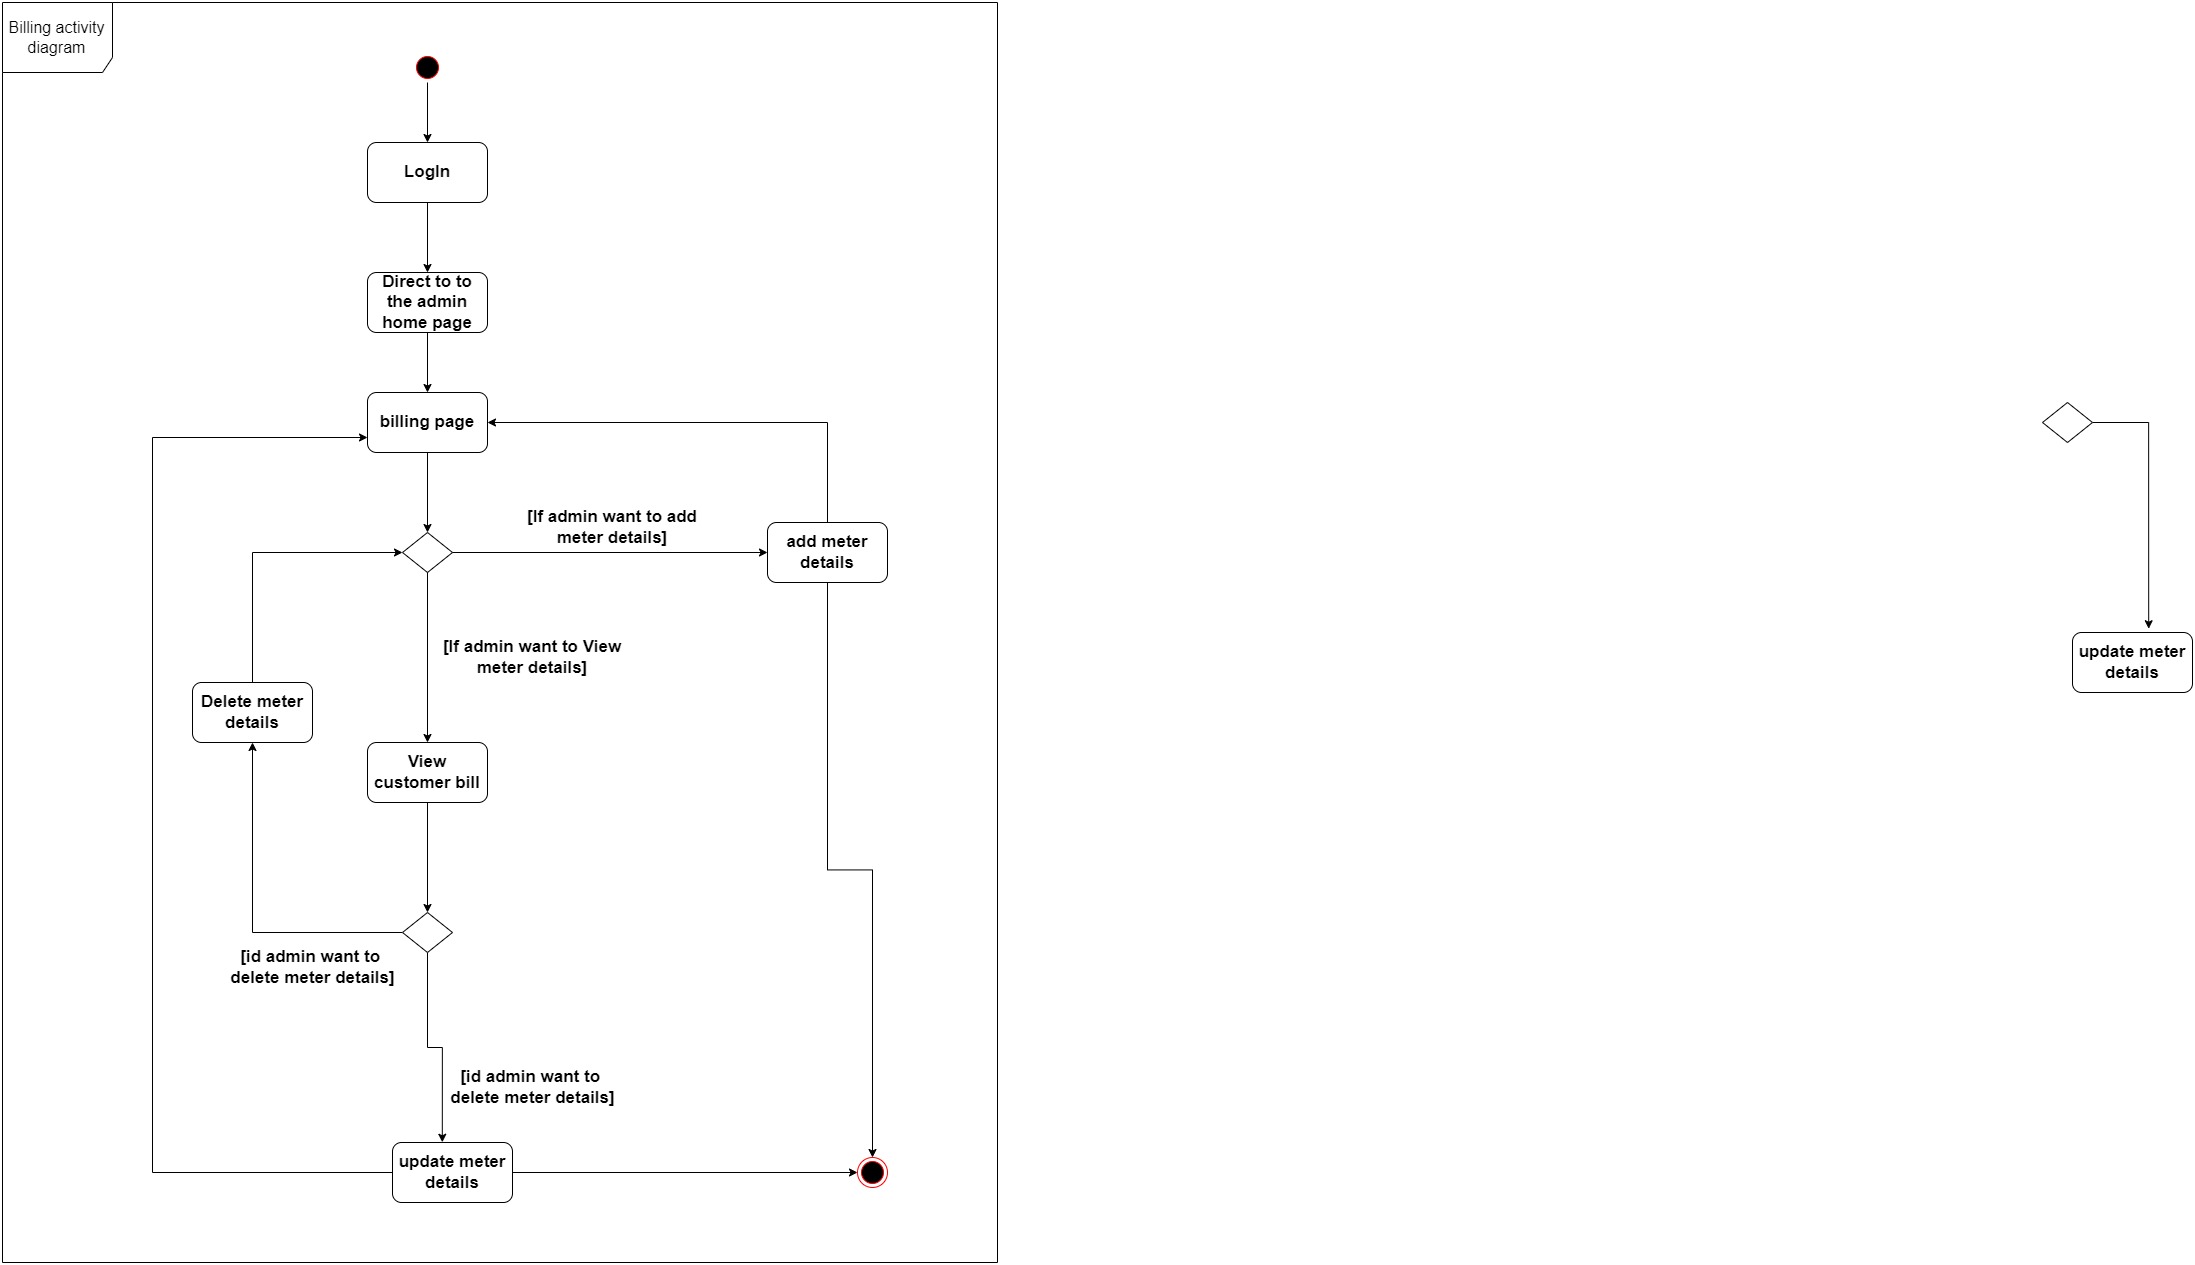 Billing activity
diagram
LogIn
Direct to to
the admin
home page
billing page
[If admin want to add
meter details]
add meter
details
[If admin want to View
meter details]
Delete meter
details
View
customer bill
[id admin want to
delete meter details]
[id admin want to
delete meter details]
update meter
details
update meter
details